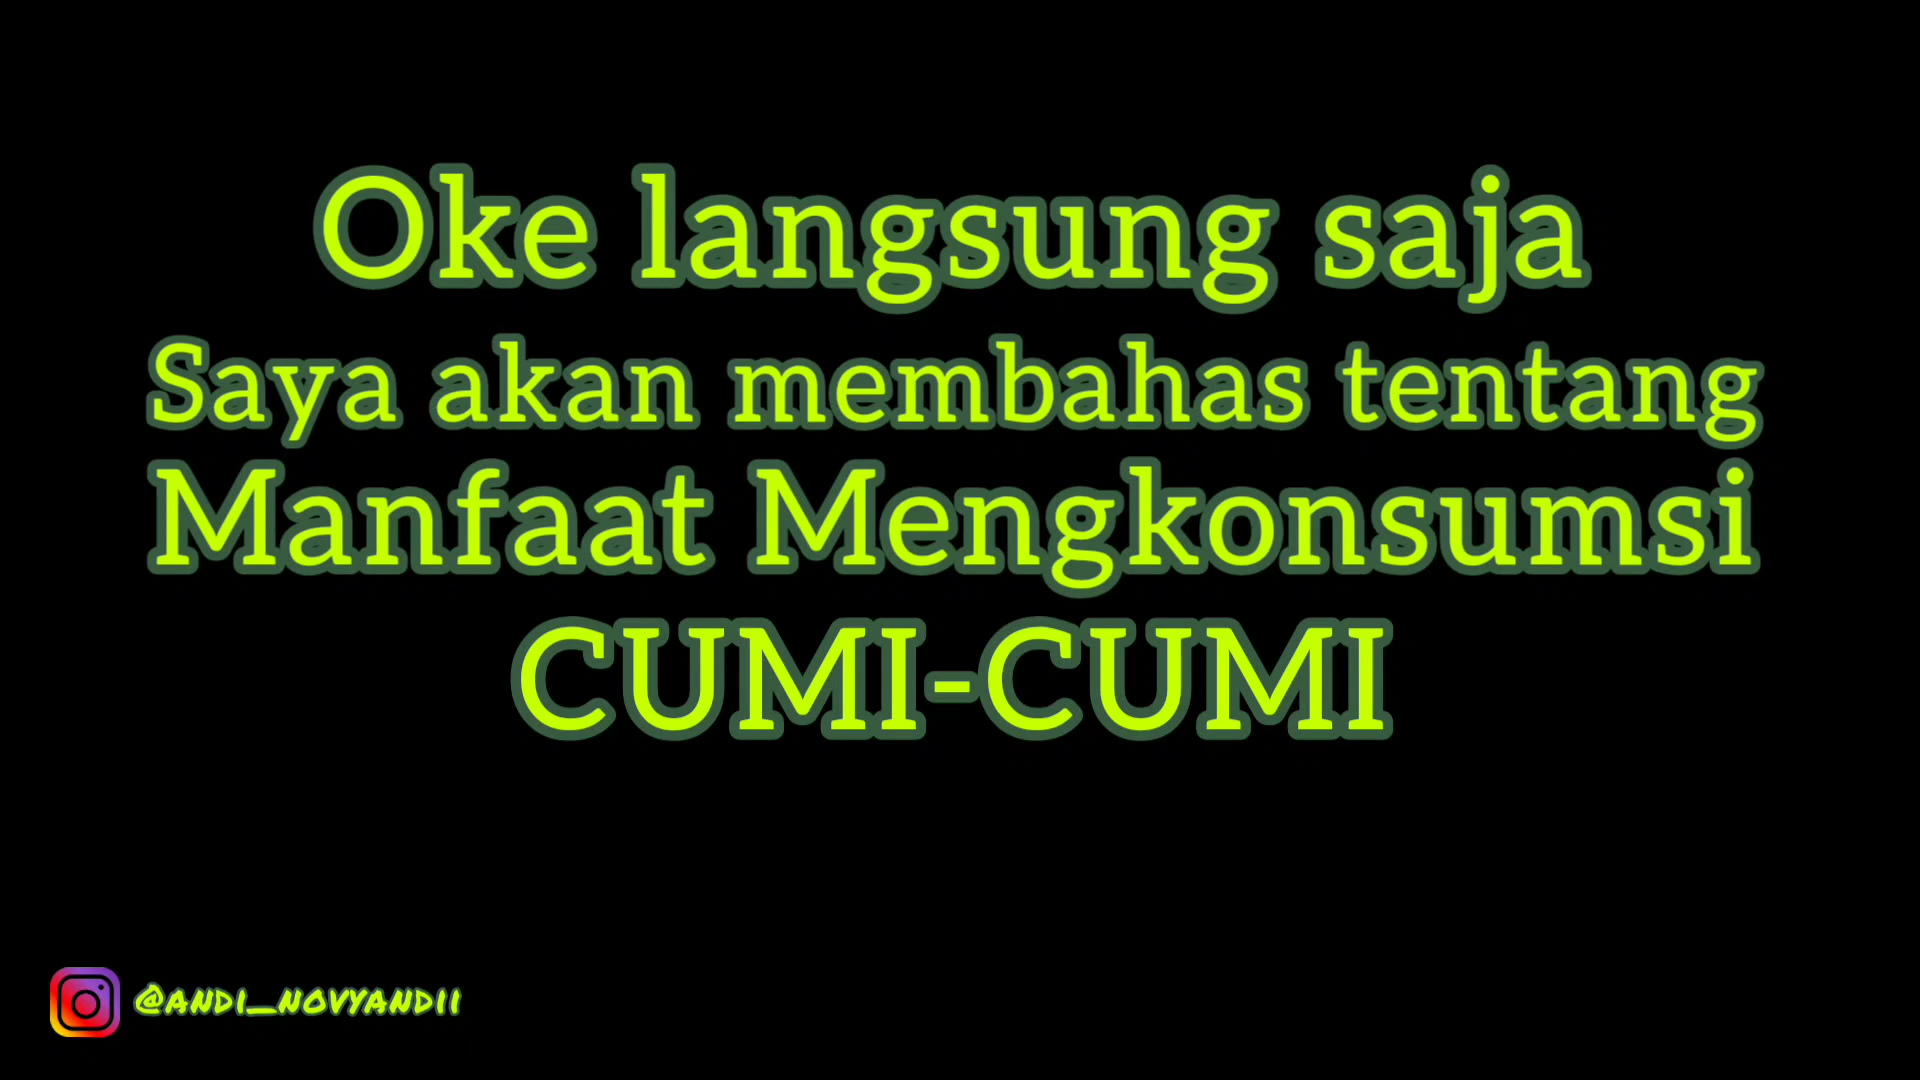 Oke langsung saja
Saya akan membahas tentang
Manfaat Mengkonsumsi
CUMI-CUMI
@ANDI_NOVYANDII